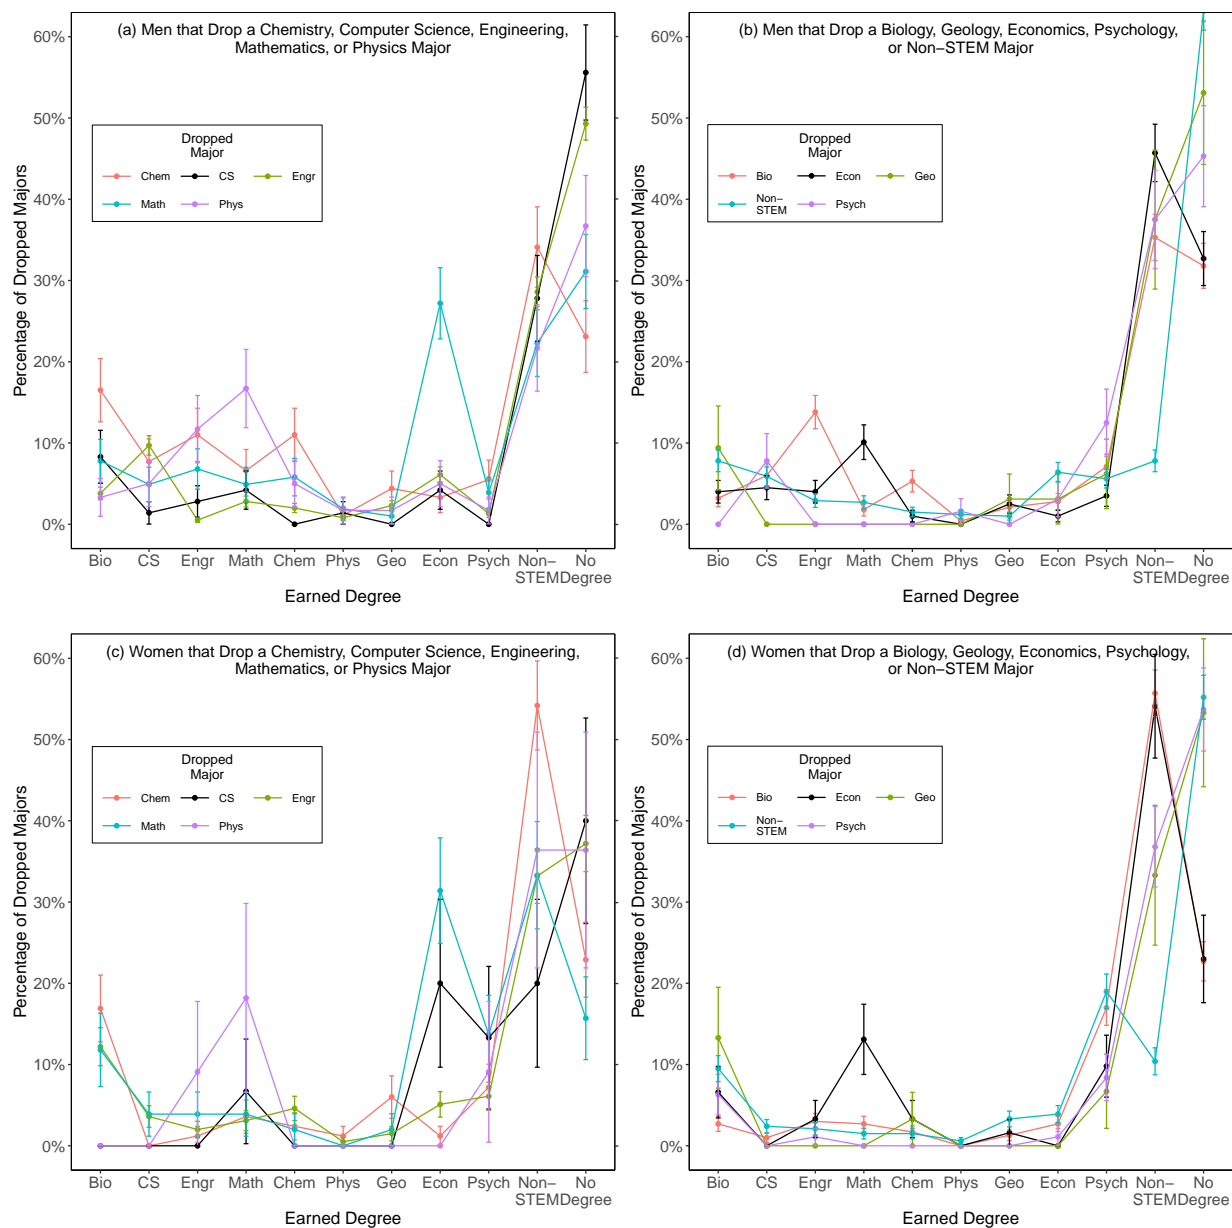 (a) Men that Drop a Chemistry, Computer Science, Engineering,
Mathematics, or Physics Major
Dropped
Major
Chem
CS
Engr
Math
Phys
Percentage of Dropped Majors
60%
50%
40%
30%
20%
10%
0%
Bio
CS
Engr
Math
Chem
Phys
Geo
Econ
Psych
Non−
STEM
No
Degree
Earned Degree
(b) Men that Drop a Biology, Geology, Economics, Psychology,
or Non−STEM Major
Dropped
Major
Bio
Econ
Geo
Non−
STEM
Psych
Percentage of Dropped Majors
60%
50%
40%
30%
20%
10%
0%
Bio
CS
Engr
Math
Chem
Phys
Geo
Econ
Psych
Non−
STEM
No
Degree
Earned Degree
(c) Women that Drop a Chemistry, Computer Science, Engineering,
Mathematics, or Physics Major
Dropped
Major
Chem
CS
Engr
Math
Phys
Percentage of Dropped Majors
60%
50%
40%
30%
20%
10%
0%
Bio
CS
Engr
Math
Chem
Phys
Geo
Econ
Psych
Non−
STEM
No
Degree
Earned Degree
(d) Women that Drop a Biology, Geology, Economics, Psychology,
or Non−STEM Major
Dropped
Major
Bio
Econ
Geo
Non−
STEM
Psych
Percentage of Dropped Majors
60%
50%
40%
30%
20%
10%
0%
Bio
CS
Engr
Math
Chem
Phys
Geo
Econ
Psych
Non−
STEM
No
Degree
Earned Degree